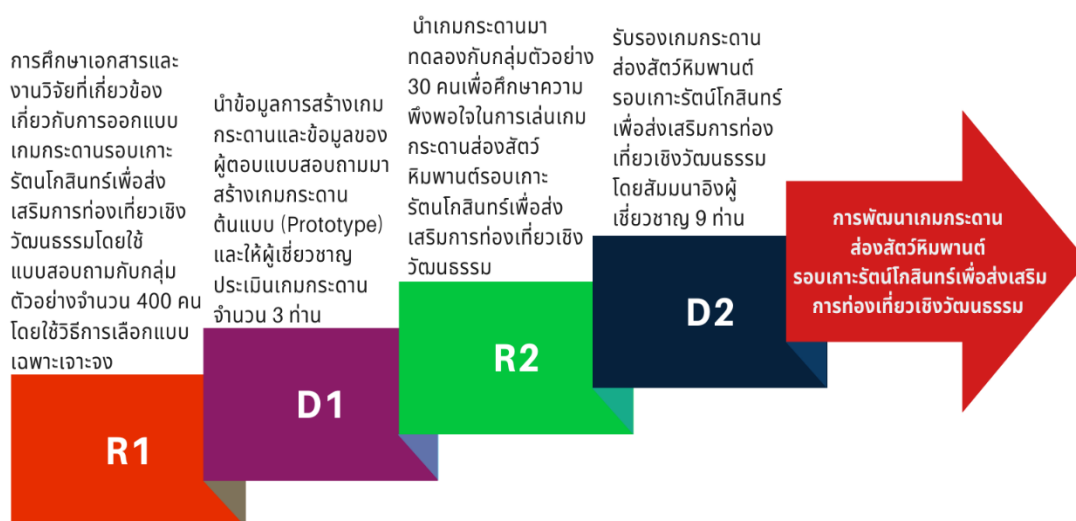 การศึกษาเอกสารและ
งานวิจัยที่เกี่ยวข้อง
เกี่ยวกับการออกแบบ
เกมกระดานรอบเกาะ
รัตนโกสินทร์เพื่อส่ง
เสริมการท่องเที่ยวเชิง
วัฒนธรรมโดยใช้
แบบสอบถามกับกลุ่ม
ตัวอย่างจำนวน 400 คน
โดยใช้วิธีการเลือกแบบ
เฉพาะเจาะจง
R1
นำข้อมูลการสร้างเกม
กระดานและข้อมูลของ
ผู้ตอบแบบสอบถามมา
สร้างเกมกระดาน
ต้นแบบ (Prototype)
และให้ผู้เชี่ยวชาญ
ประเมินเกมกระดาน
จำนวน 3 ท่าน
D1
นำเกมกระดานมา
ทดลองกับกลุ่มตัวอย่าง
30 คนเพื่อศึกษาความ
พึงพอใจในการเล่นเกม
กระดานส่องสัตว์
หิมพานต์รอบเกาะ
รัตนโกสินทร์เพื่อส่ง
เสริมการท่องเที่ยวเชิง
วัฒนธรรม
R2
รับรองเกมกระดาน
ส่องสัตว์หิมพานต์
รอบเกาะรัตน์โกสินทร์
เพื่อส่งเสริมการท่อง
เที่ยวเชิงวัฒนธรรม
โดยสัมมนาอิงผู้
เชี่ยวชาญ 9 ท่าน
D2
การพัฒนาเกมกระดาน
ส่องสัตว์หิมพานต์
รอบเกาะรัตน์โกสินทร์เพื่อส่งเสริม
การท่องเที่ยวเชิงวัฒนธรรม